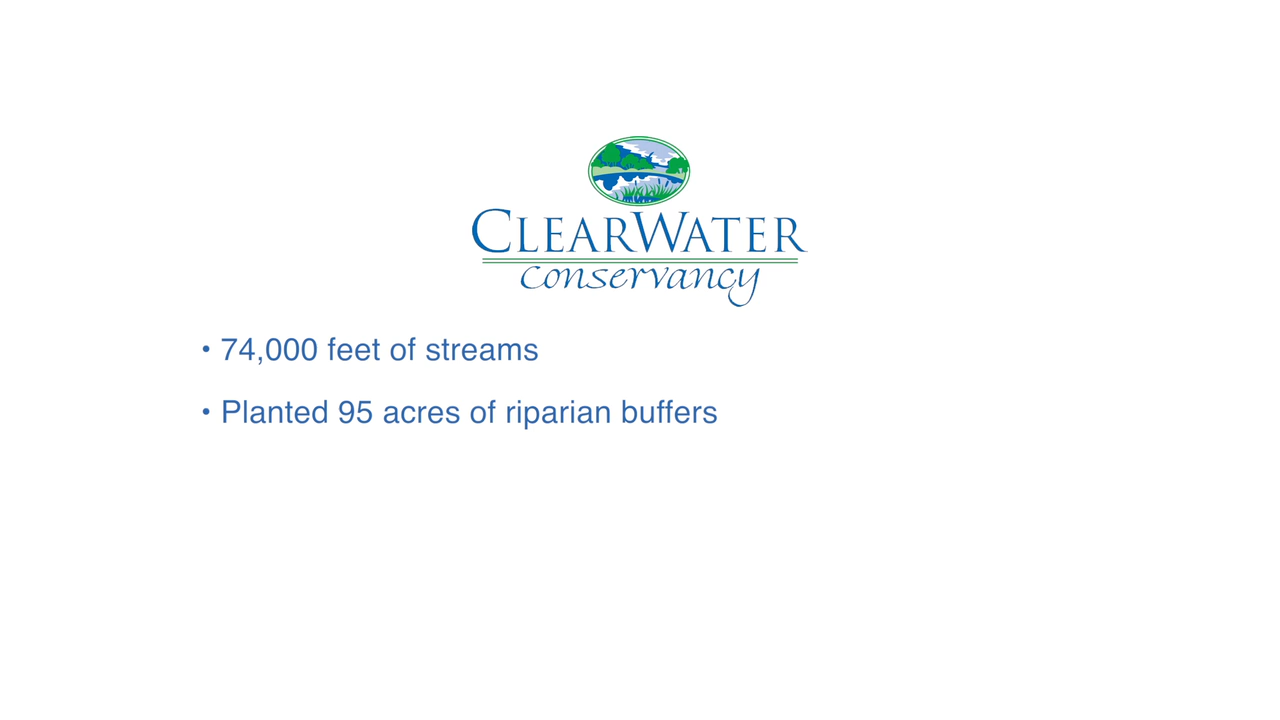 CLEARWATER
conservancy
• 74,000 feet of streams
• Planted 95 acres of riparian buffers